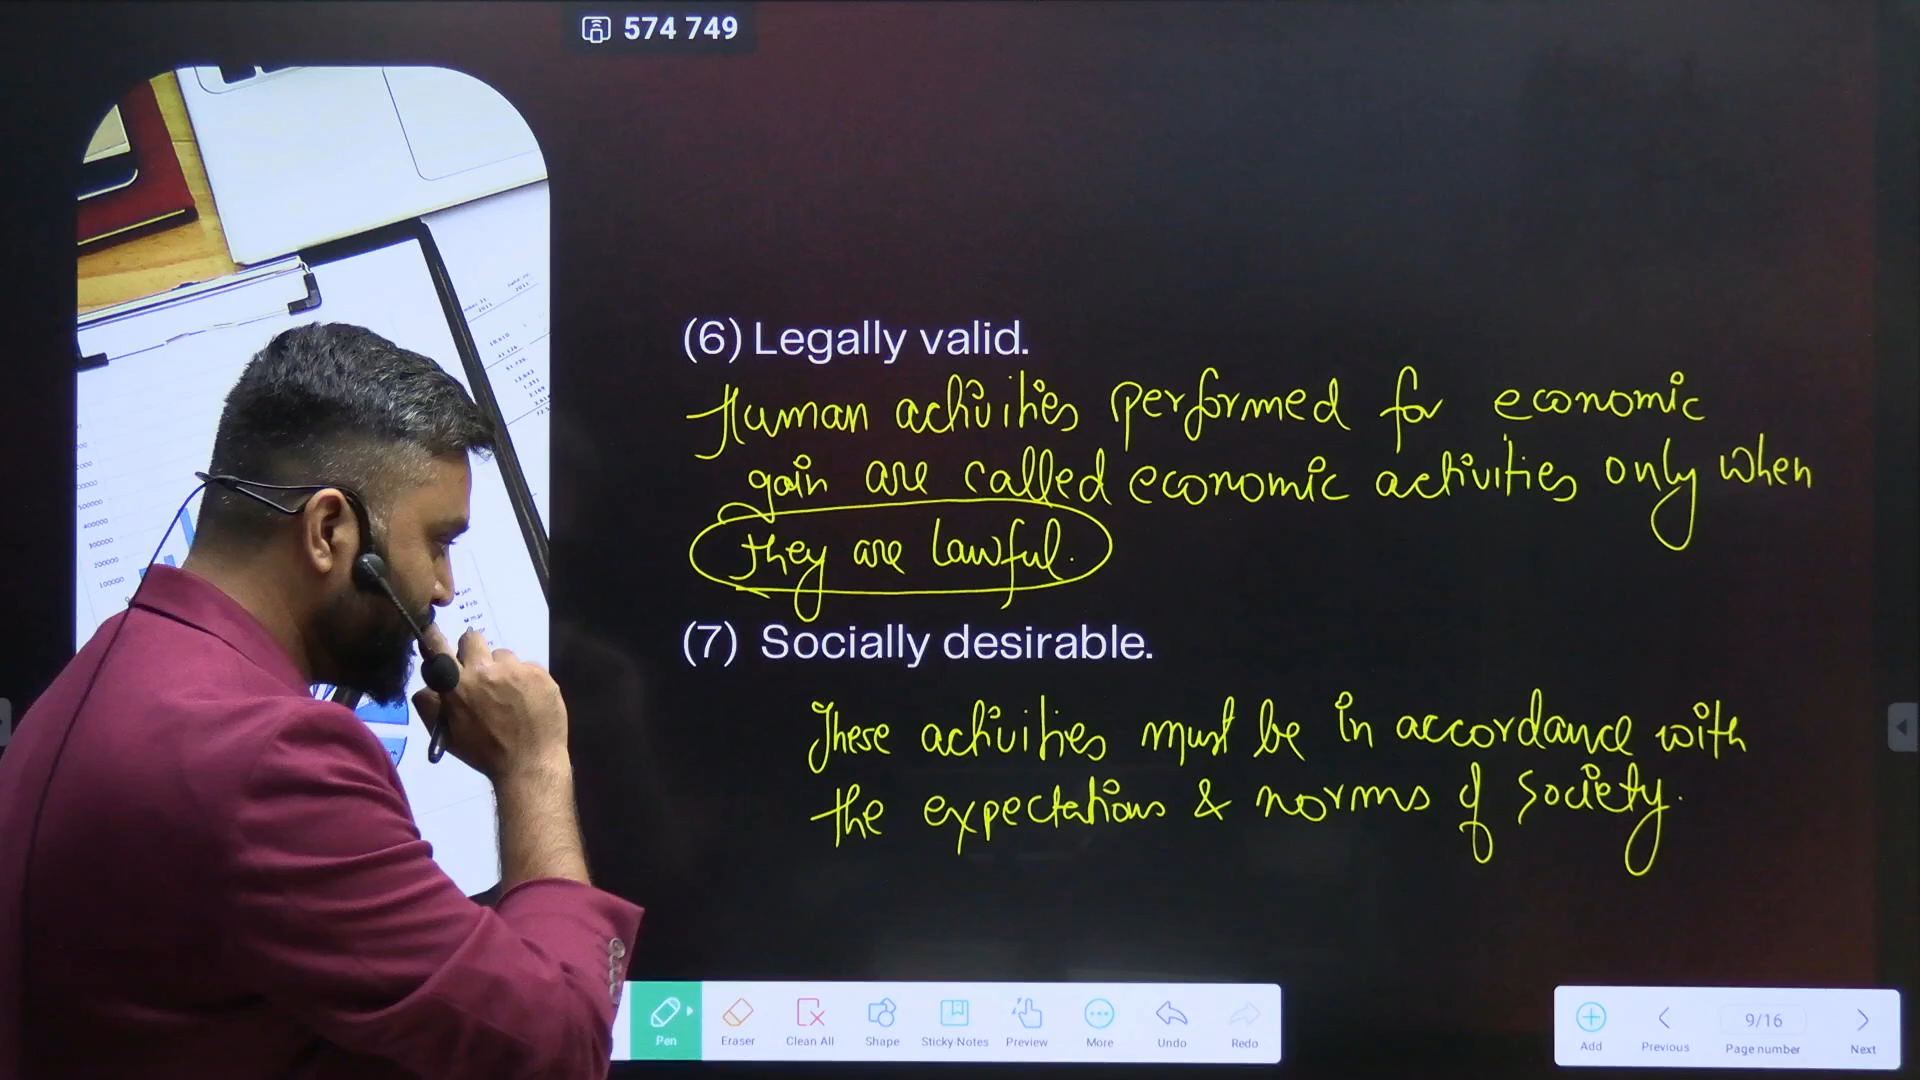 574 749
(6) Legally valid.
Human activities performed for economic
gain are called economic activities only when
they are lawful.
(7) Socially desirable.
These activities must be in accordance with
the expectations & norms of society.
Pen
Eraser
Clean All
Shape
Sticky Notes
Preview
More
Undo
Redo
Add
Previous
9/16
Page number
Next